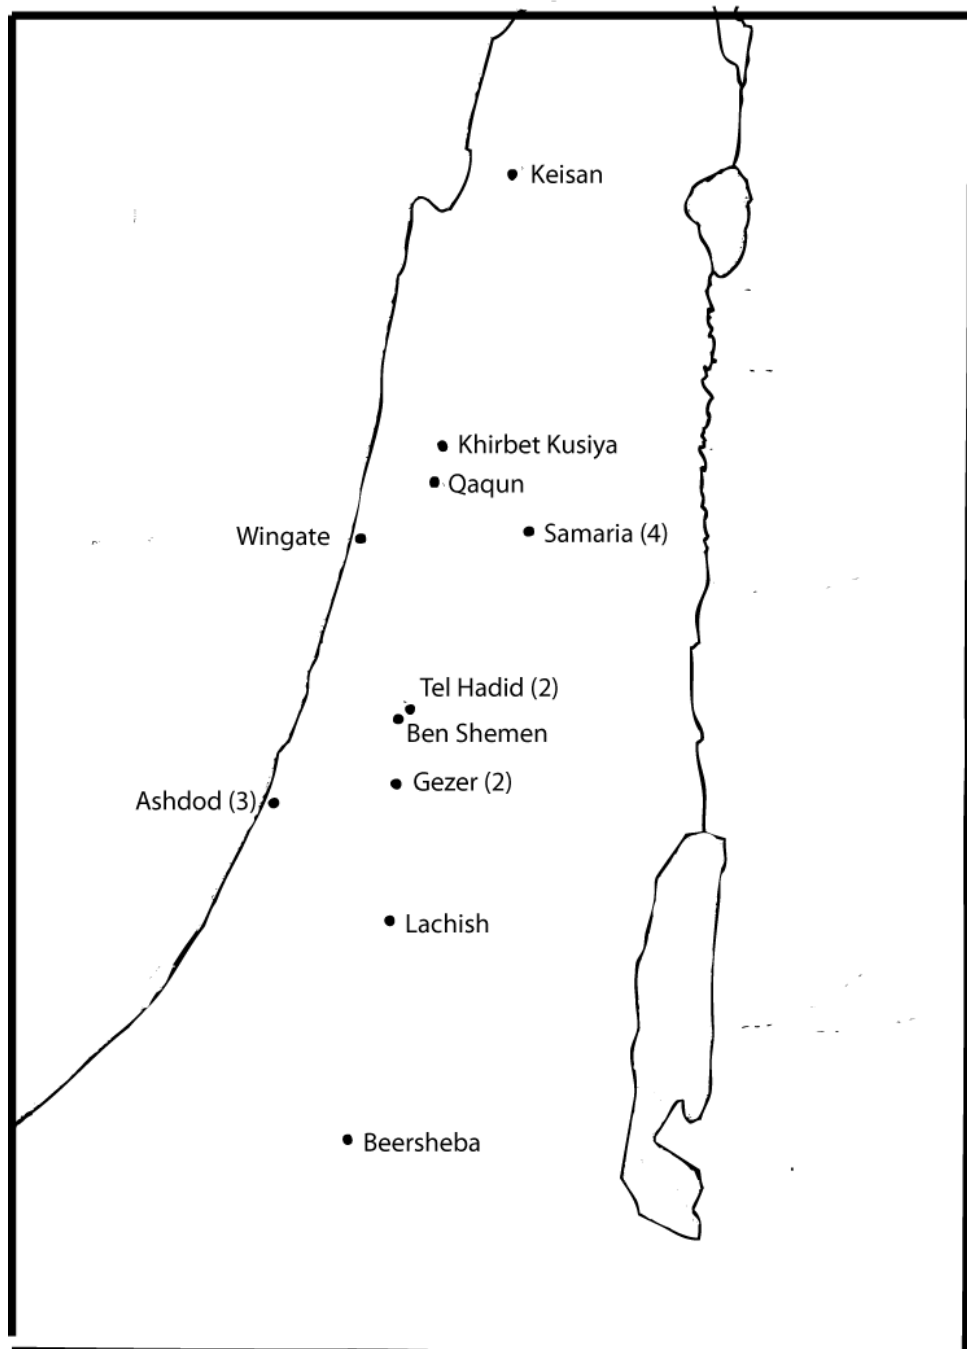 Keisan
Khirbet Kusiya
Qaqun
Wingate
Samaria (4)
Tel Hadid (2)
Ben Shemen
Gezer (2)
Ashdod (3)
Lachish
Beersheba